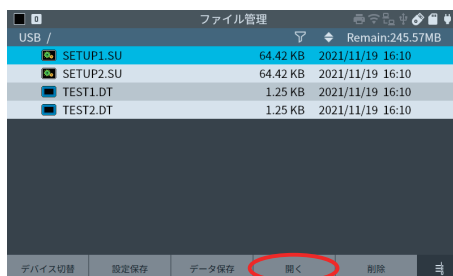 0 ファイル管理
USB / Remain:245.57MB
SETUP1.SU 64.42 KB 2021/11/19 16:10
SETUP2.SU 64.42 KB 2021/11/19 16:10
TEST1.DT 1.25 KB 2021/11/19 16:10
TEST2.DT 1.25 KB 2021/11/19 16:10
デバイス切替 設定保存 データ保存 開く 削除